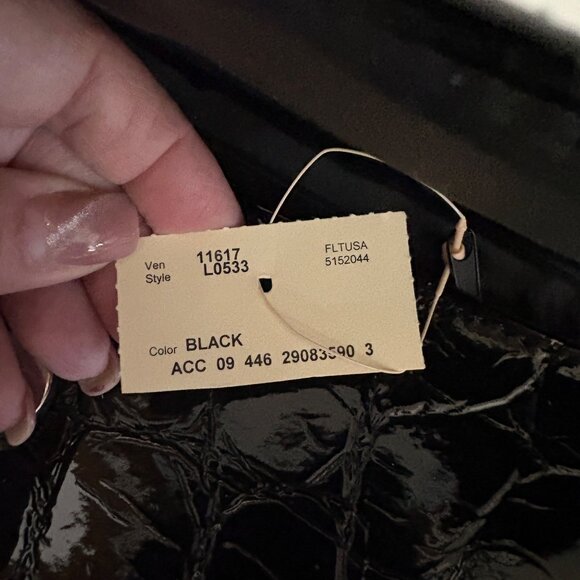 Ven 11617 FLTUSA
Style L0533 5152044
Color BLACK
ACC 09 446 29083590 3